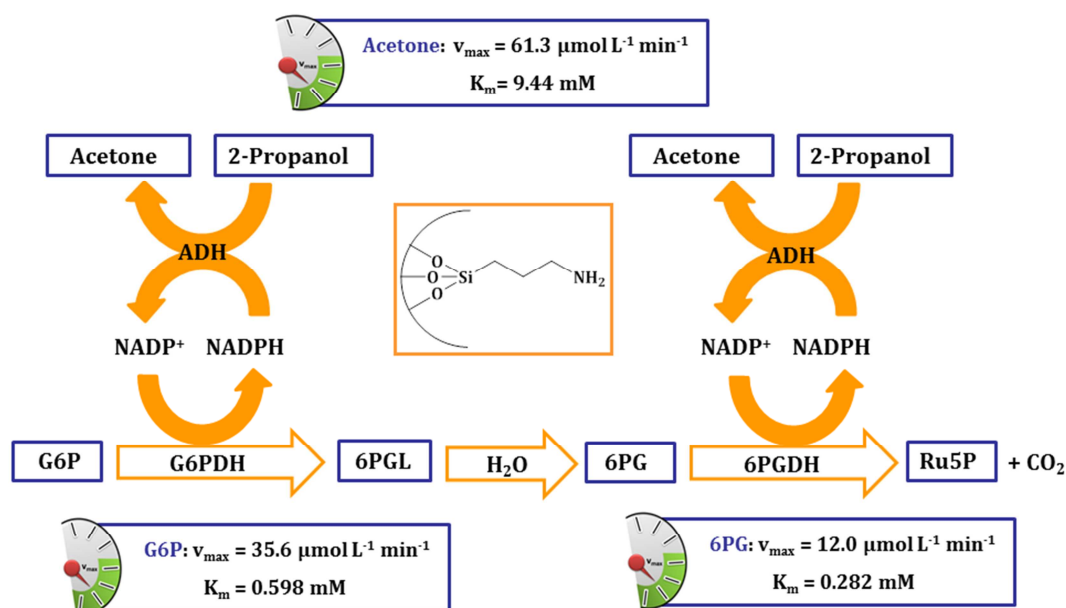 Acetone: vmax = 61.3 µmol L⁻¹ min⁻¹
vmax
Km = 9.44 mM
Acetone 2-Propanol
Acetone 2-Propanol
ADH
ADH
O
O Si NH₂
O
NADP⁺ NADPH
NADP⁺ NADPH
G6P G6PDH 6PGL H₂O 6PG 6PGDH Ru5P + CO₂
G6P: vmax = 35.6 µmol L⁻¹ min⁻¹
vmax
Km = 0.598 mM
6PG: vmax = 12.0 µmol L⁻¹ min⁻¹
vmax
Km = 0.282 mM